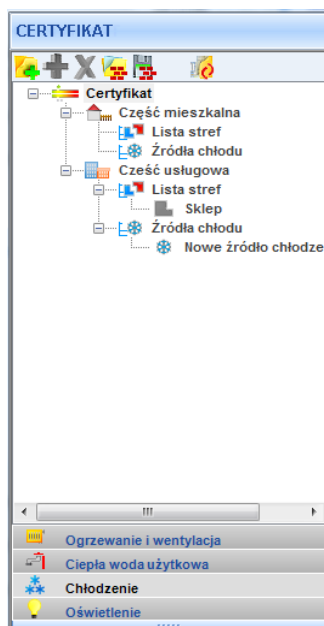 CERTYFIKAT
Certyfikat
Część mieszkalna
Lista stref
Źródła chłodu
Cześć usługowa
Lista stref
Sklep
Źródła chłodu
Nowe źródło chłodze
Ogrzewanie i wentylacja
Ciepła woda użytkowa
Chłodzenie
Oświetlenie